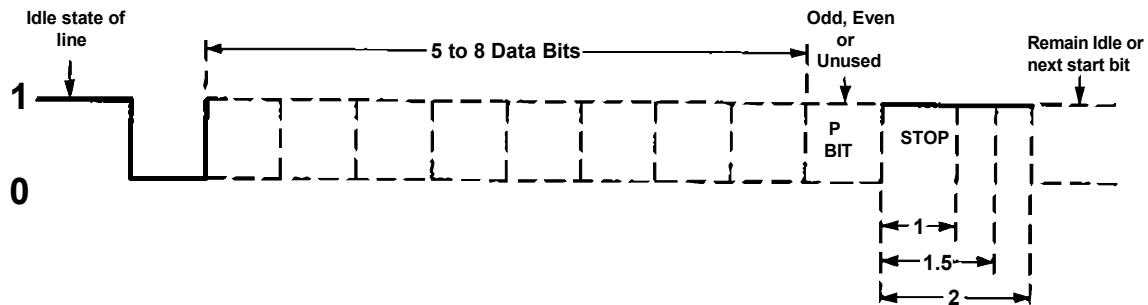 Idle state of
line
5 to 8 Data Bits
Odd, Even
or
Unused
Remain Idle or
next start bit
1
0
P
BIT
STOP
1
1.5
2